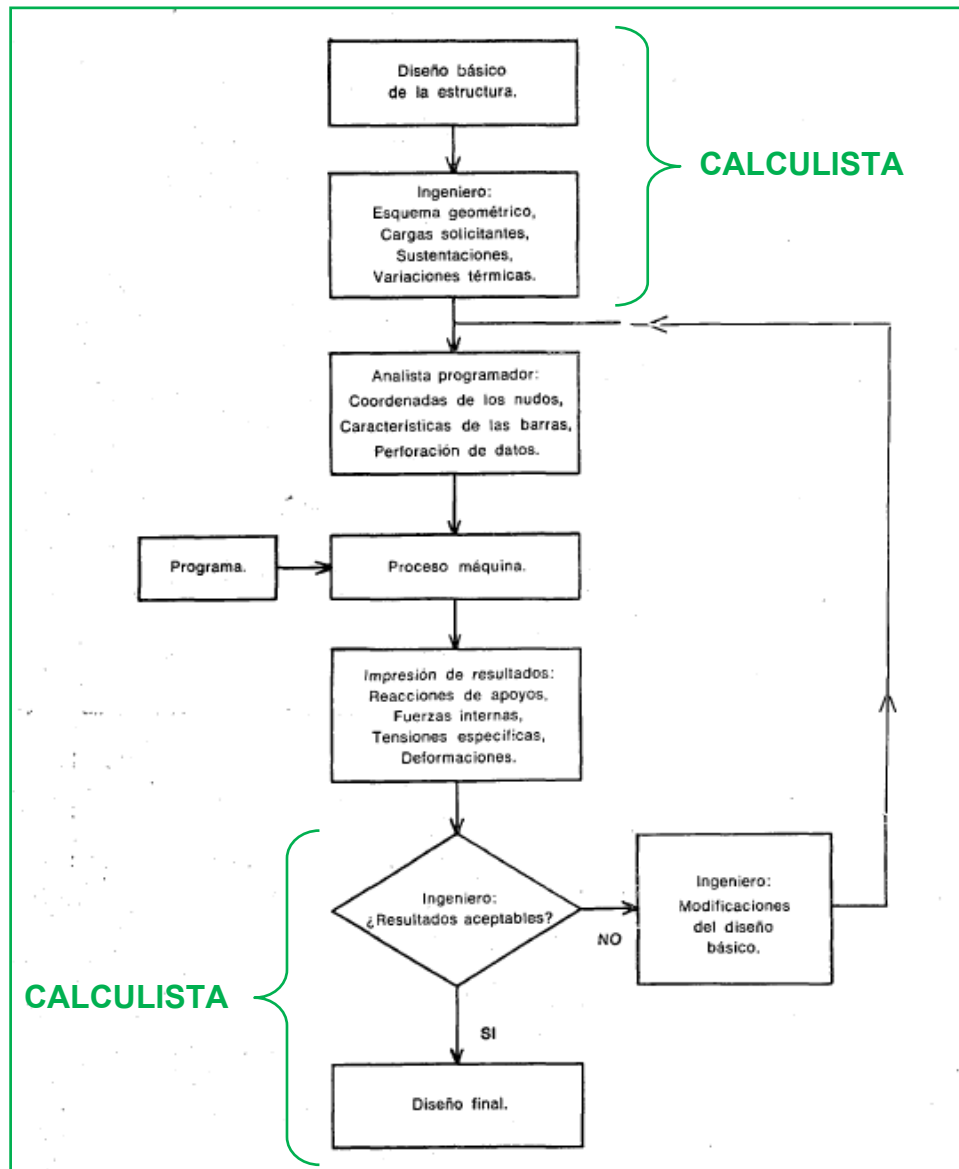 Diseño básico
de la estructura.
CALCULISTA
Ingeniero:
Esquema geométrico,
Cargas solicitantes,
Sustentaciones,
Variaciones térmicas.
Analista programador:
Coordenadas de los nudos,
Características de las barras,
Perforación de datos.
Programa.
Proceso máquina.
Impresión de resultados:
Reacciones de apoyos,
Fuerzas internas,
Tensiones específicas,
Deformaciones.
Ingeniero:
¿Resultados aceptables?
NO
Ingeniero:
Modificaciones
del diseño
básico.
CALCULISTA
SI
Diseño final.